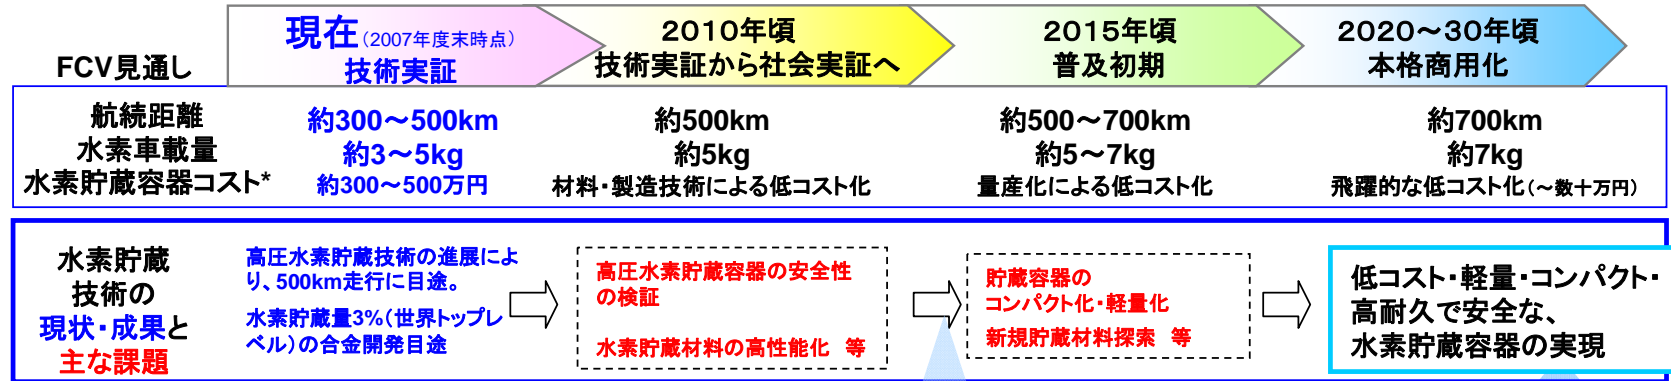 FCV見通し
現在(2007年度末時点)
技術実証
2010年頃
技術実証から社会実証へ
2015年頃
普及初期
2020～30年頃
本格商用化
航続距離
約300～500km
約500km
約500～700km
約700km
水素車載量
約3～5kg
約5kg
約5～7kg
約7kg
水素貯蔵容器コスト*
約300～500万円
材料・製造技術による低コスト化
量産化による低コスト化
飛躍的な低コスト化(～数十万円)
水素貯蔵
技術の
現状・成果と
主な課題
高圧水素貯蔵技術の進展によ
り、500km走行に目途。
水素貯蔵量3%(世界トップレ
ベル)の合金開発目途
高圧水素貯蔵容器の安全性
の検証
水素貯蔵材料の高性能化 等
貯蔵容器の
コンパクト化・軽量化
新規貯蔵材料探索 等
低コスト・軽量・コンパクト・
高耐久で安全な、
水素貯蔵容器の実現